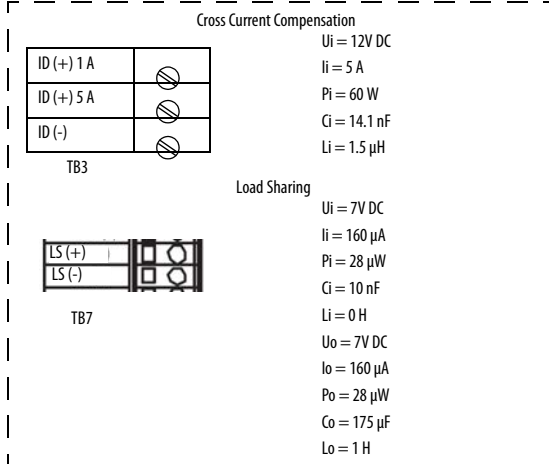 Cross Current Compensation
Ui = 12V DC
Ii = 5 A
Pi = 60 W
Ci = 14.1 nF
Li = 1.5 µH
ID (+) 1 A
ID (+) 5 A
ID (-)
TB3
Load Sharing
Ui = 7V DC
Ii = 160 µA
Pi = 28 µW
Ci = 10 nF
Li = 0 H
Uo = 7V DC
Io = 160 µA
Po = 28 µW
Co = 175 µF
Lo = 1 H
LS (+)
LS (-)
TB7